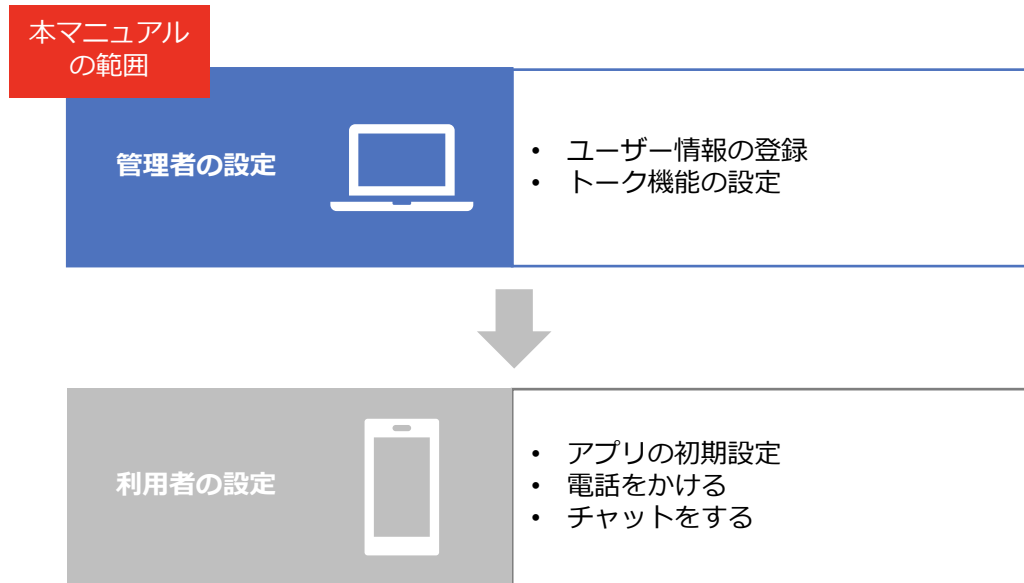 本マニュアル
の範囲
管理者の設定
• ユーザー情報の登録
• トーク機能の設定
利用者の設定
• アプリの初期設定
• 電話をかける
• チャットをする